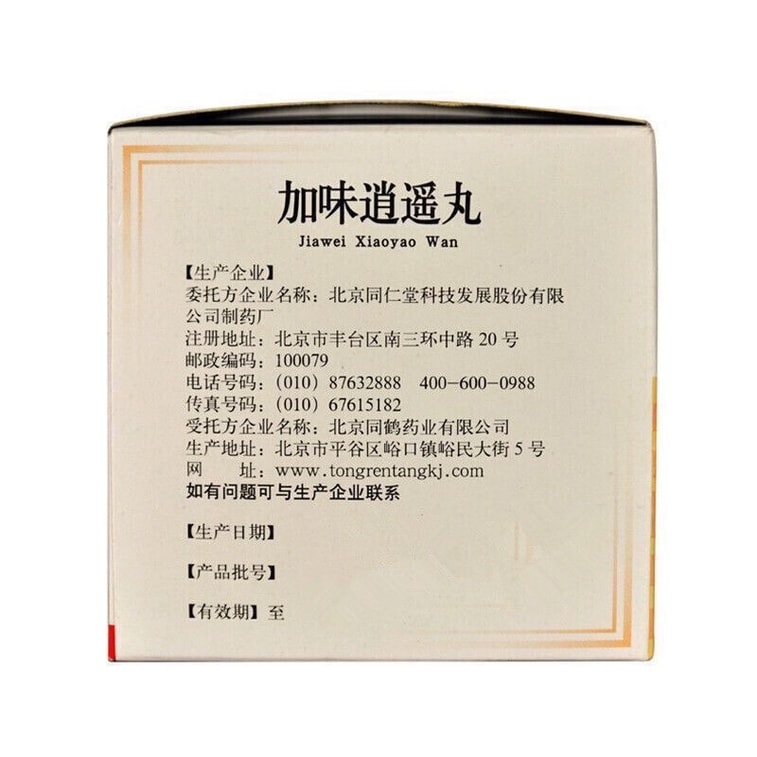 加味逍遥丸
Jiawei Xiaoyao Wan
【生产企业】
委托方企业名称：北京同仁堂科技发展股份有限
公司制药厂
注册地址：北京市丰台区南三环中路 20 号
邮政编码：100079
电话号码：(010) 87632888　400-600-0988
传真号码：(010) 67615182
受托方企业名称：北京同鹤药业有限公司
生产地址：北京市平谷区峪口镇峪民大街 5 号
网　　址：www.tongrentangkj.com
如有问题可与生产企业联系
【生产日期】
【产品批号】
【有效期】至